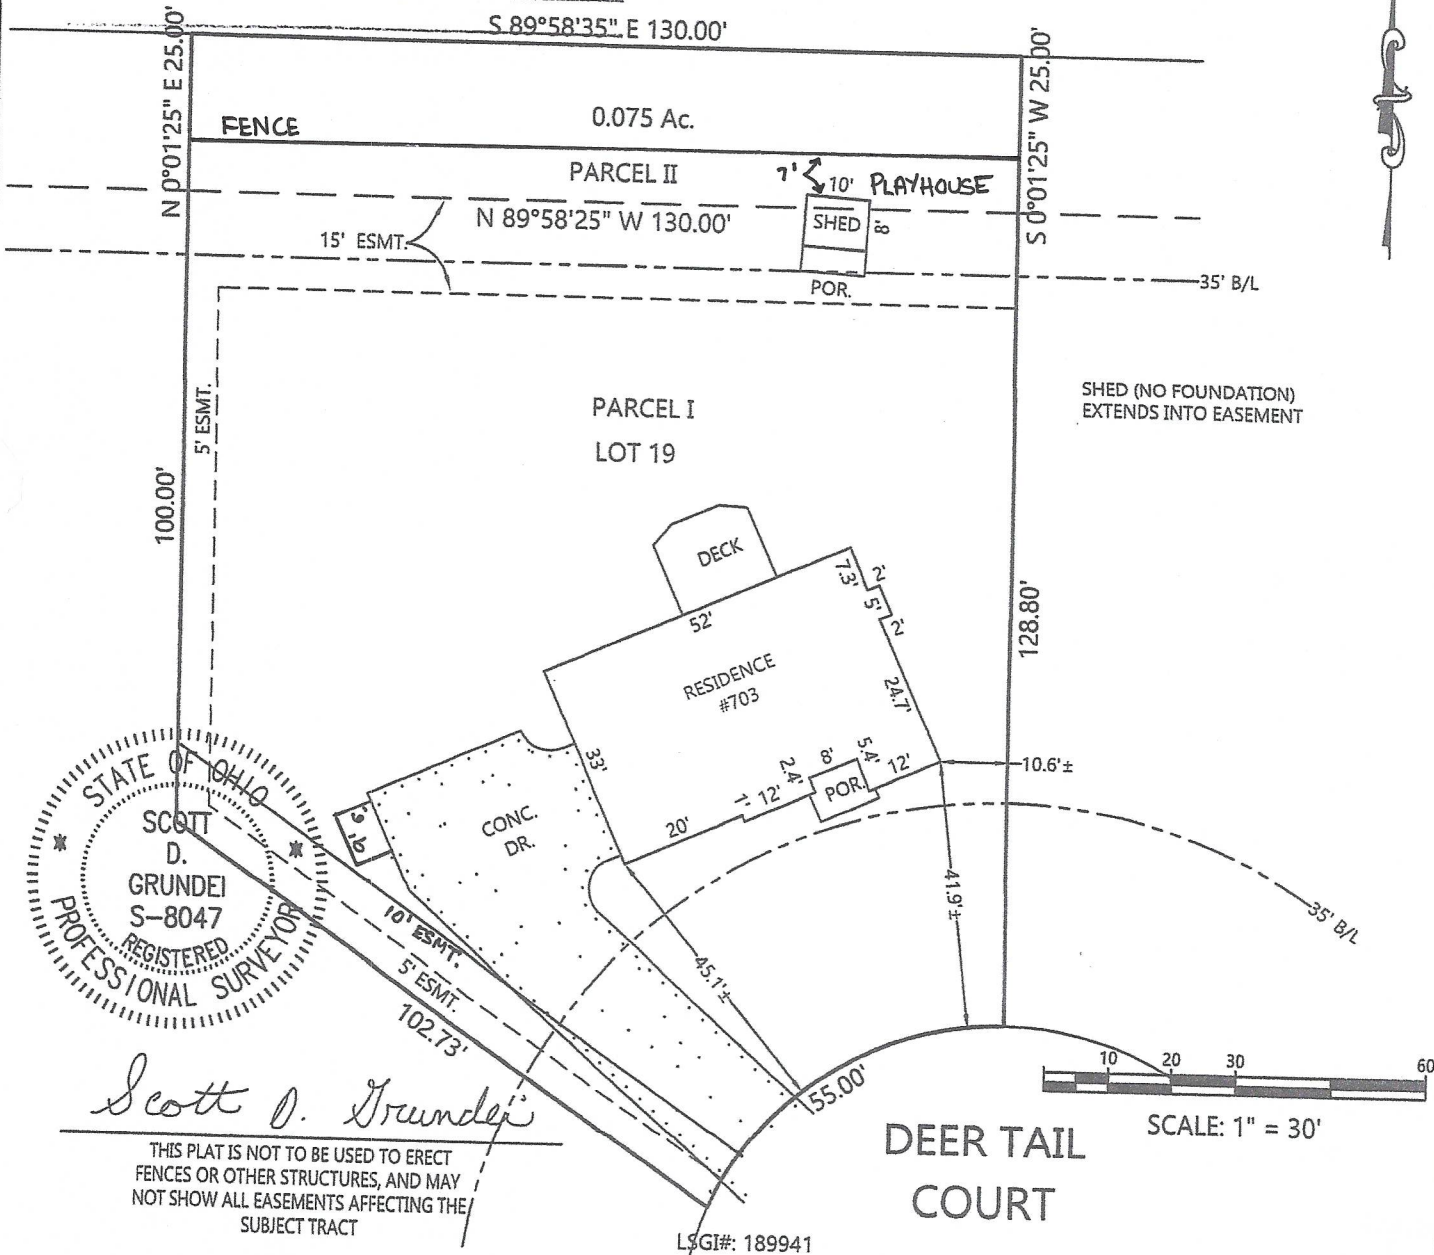 S 89°58'35" E 130.00'
N 0°01'25" E 25.00'
S 0°01'25" W 25.00'
0.075 Ac.
FENCE
PARCEL II
7'
10'
PLAYHOUSE
N 89°58'25" W 130.00'
SHED
8'
15' ESMT.
POR.
35' B/L
5' ESMT.
PARCEL I
LOT 19
SHED (NO FOUNDATION)
EXTENDS INTO EASEMENT
100.00'
128.80'
DECK
52'
7.3'
2'
5'
2'
RESIDENCE
#703
24.7'
33'
10.6'±
5.4'
8'
2.4'
12'
POR.
12'
1'
20'
CONC.
DR.
6'
9'
STATE OF OHIO
SCOTT
D.
GRUNDEI
S-8047
REGISTERED
PROFESSIONAL SURVEYOR
10' ESMT.
5' ESMT.
102.73'
45.1'±
41.9'±
35' B/L
55.00'
Scott D. Grundei
THIS PLAT IS NOT TO BE USED TO ERECT
FENCES OR OTHER STRUCTURES, AND MAY
NOT SHOW ALL EASEMENTS AFFECTING THE
SUBJECT TRACT
DEER TAIL
COURT
10 20 30 60
SCALE: 1" = 30'
LSGI#: 189941